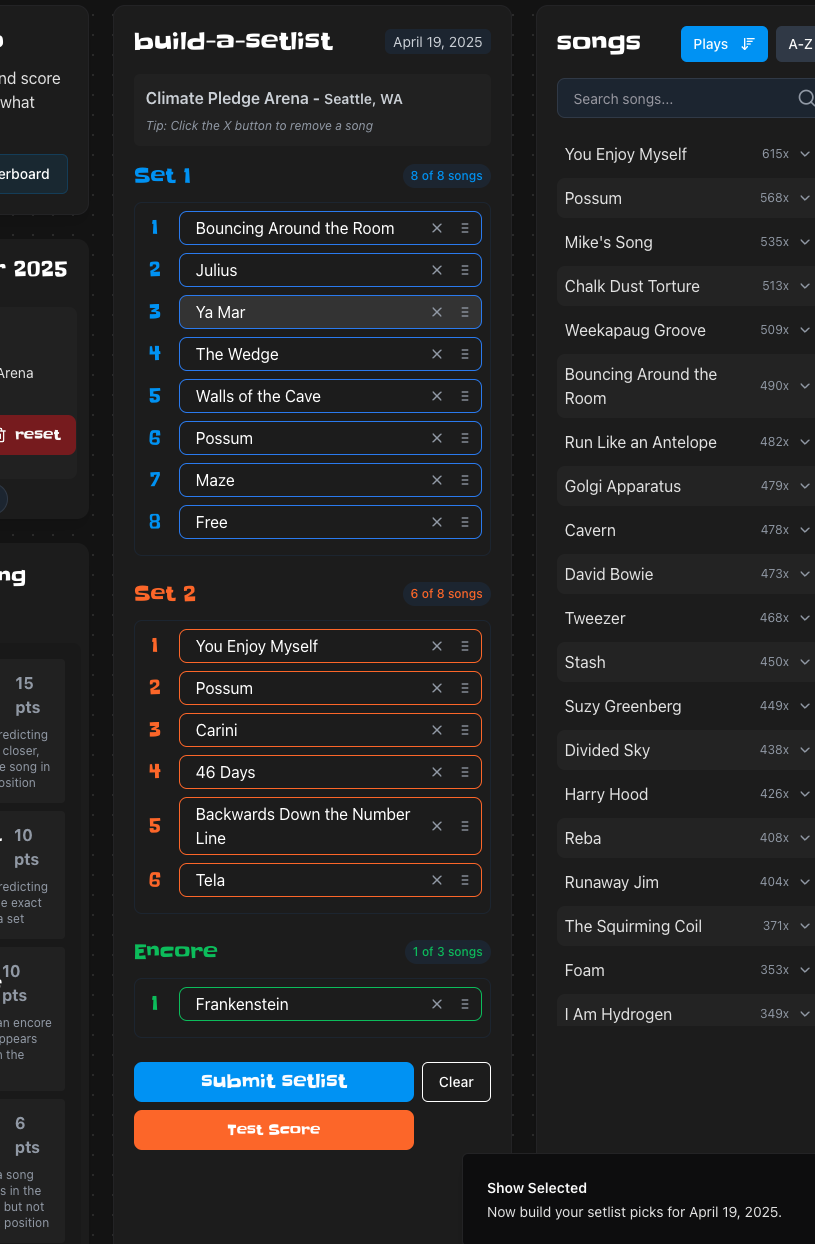 nd score
what
erboard
r 2025
Arena
reset
ng
15
pts
redicting
closer,
e song in
osition
10
pts
redicting
e exact
a set
10
pts
an encore
ppears
n the
6
pts
a song
s in the
but not
position
build-a-setlist
April 19, 2025
Climate Pledge Arena - Seattle, WA
Tip: Click the X button to remove a song
Set 1
8 of 8 songs
1 Bouncing Around the Room
2 Julius
3 Ya Mar
4 The Wedge
5 Walls of the Cave
6 Possum
7 Maze
8 Free
Set 2
6 of 8 songs
1 You Enjoy Myself
2 Possum
3 Carini
4 46 Days
5 Backwards Down the Number
Line
6 Tela
Encore
1 of 3 songs
1 Frankenstein
Submit setlist
Clear
Test Score
songs
Plays
A-Z
Search songs...
You Enjoy Myself 615x
Possum 568x
Mike's Song 535x
Chalk Dust Torture 513x
Weekapaug Groove 509x
Bouncing Around the
Room 490x
Run Like an Antelope 482x
Golgi Apparatus 479x
Cavern 478x
David Bowie 473x
Tweezer 468x
Stash 450x
Suzy Greenberg 449x
Divided Sky 438x
Harry Hood 426x
Reba 408x
Runaway Jim 404x
The Squirming Coil 371x
Foam 353x
I Am Hydrogen 349x
Show Selected
Now build your setlist picks for April 19, 2025.